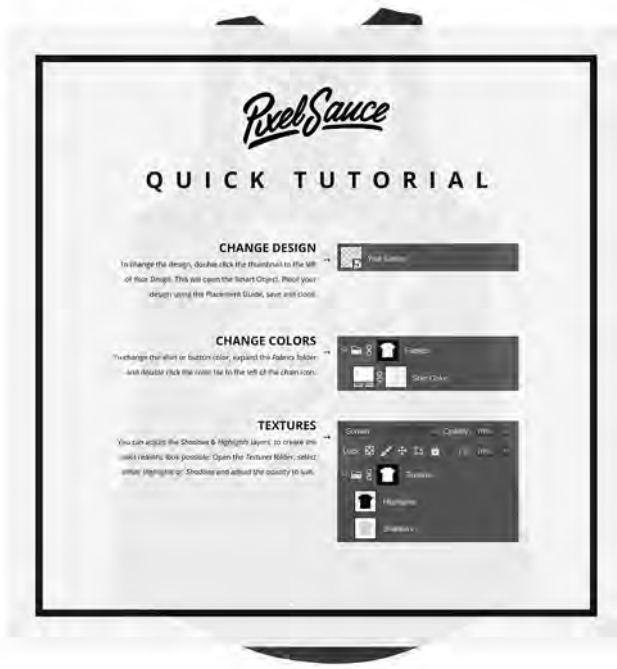 PixelSauce
QUICK TUTORIAL
CHANGE DESIGN
To change the design, double click the thumbnail to the left
of Your Design. This will open the Smart Object. Place your
design using the Placement Guide, save and close.
Your Design
CHANGE COLORS
To change the shirt or button color, expand the Fabrics folder
and double click the color tile to the left of the chain icon.
Fabrics
Shirt Color
TEXTURES
You can adjust the Shadows & Highlights layers, to create the
most realistic look possible. Open the Textures folder, select
either Highlights or Shadows and adjust the opacity to suit.
Screen Opacity:
Lock:
Textures
Highlights
Shadows